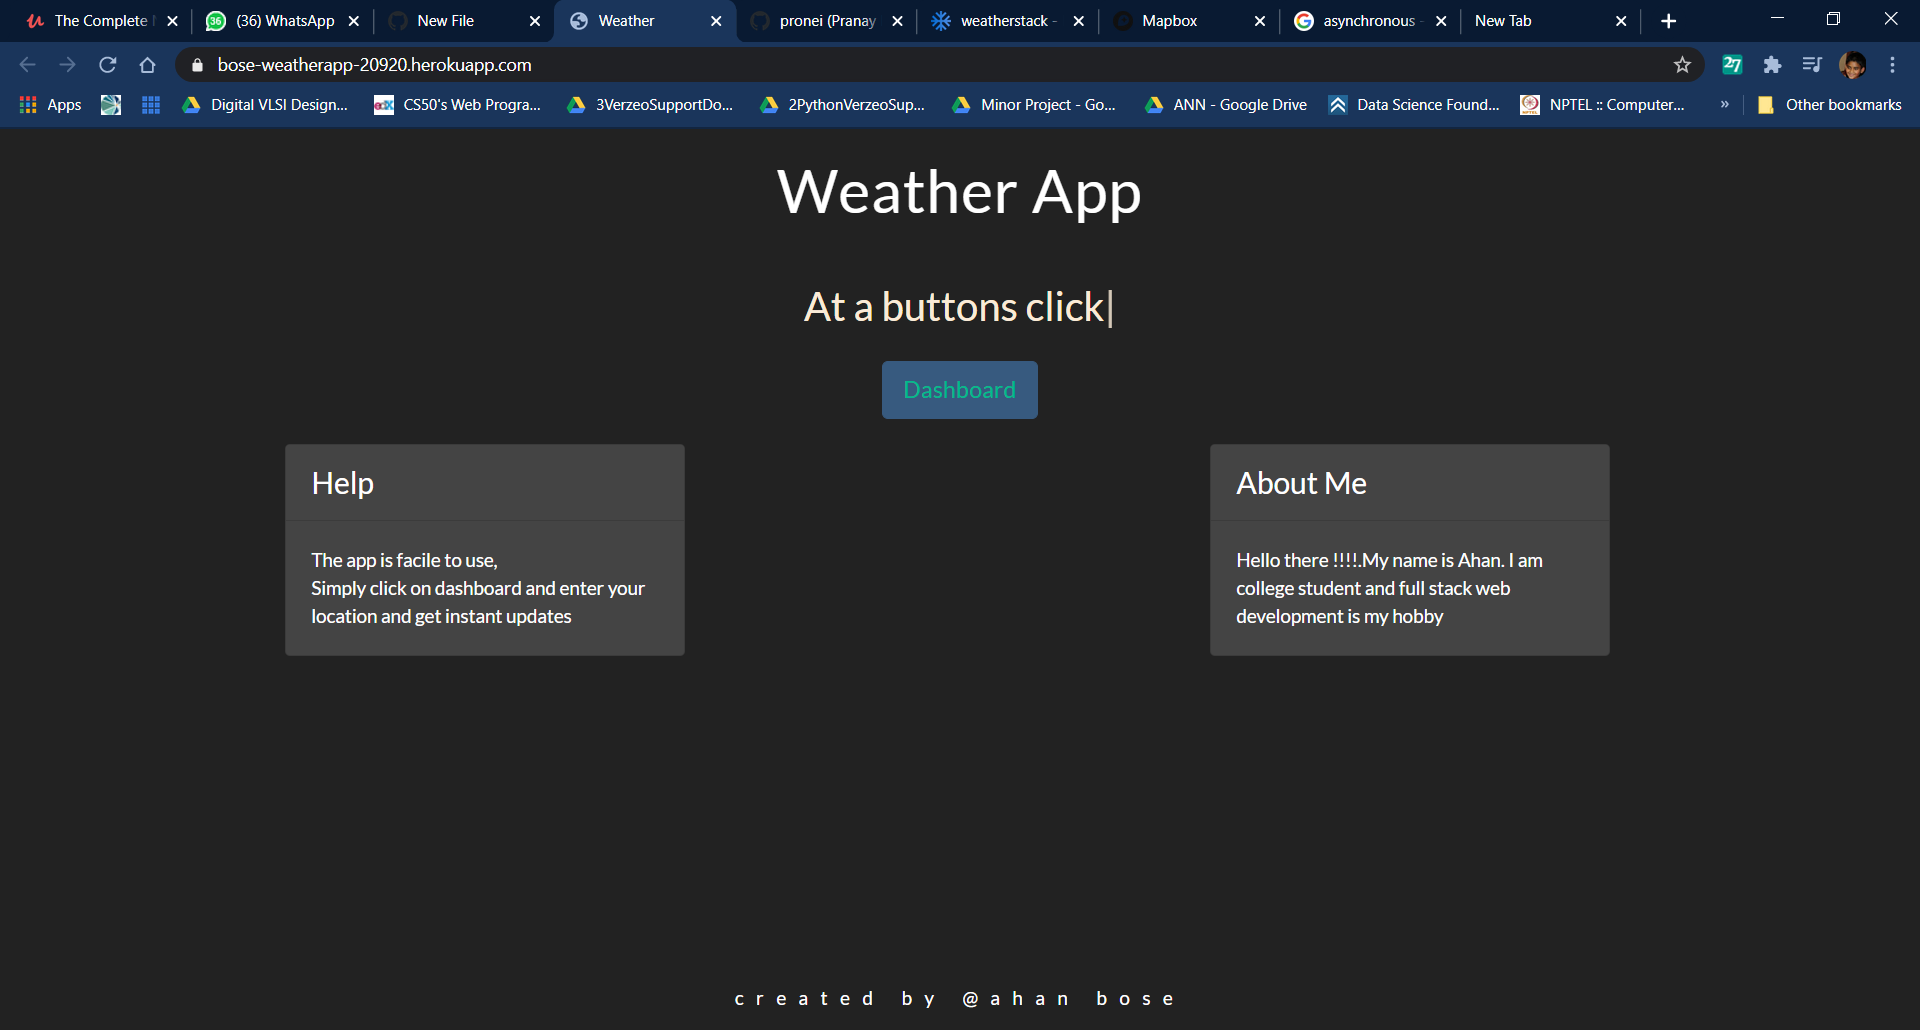 The Complete
36
(36) WhatsApp
New File
Weather
pronei (Pranay
weatherstack -
Mapbox
asynchronous -
New Tab
bose-weatherapp-20920.herokuapp.com
27
Apps
Digital VLSI Design...
edX
CS50's Web Progra...
3VerzeoSupportDo...
2PythonVerzeoSup...
Minor Project - Go...
ANN - Google Drive
Data Science Found...
NPTEL
NPTEL :: Computer...
»
Other bookmarks
Weather App
At a buttons click|
Dashboard
Help
The app is facile to use,
Simply click on dashboard and enter your
location and get instant updates
About Me
Hello there !!!!.My name is Ahan. I am
college student and full stack web
development is my hobby
created by @ahan bose